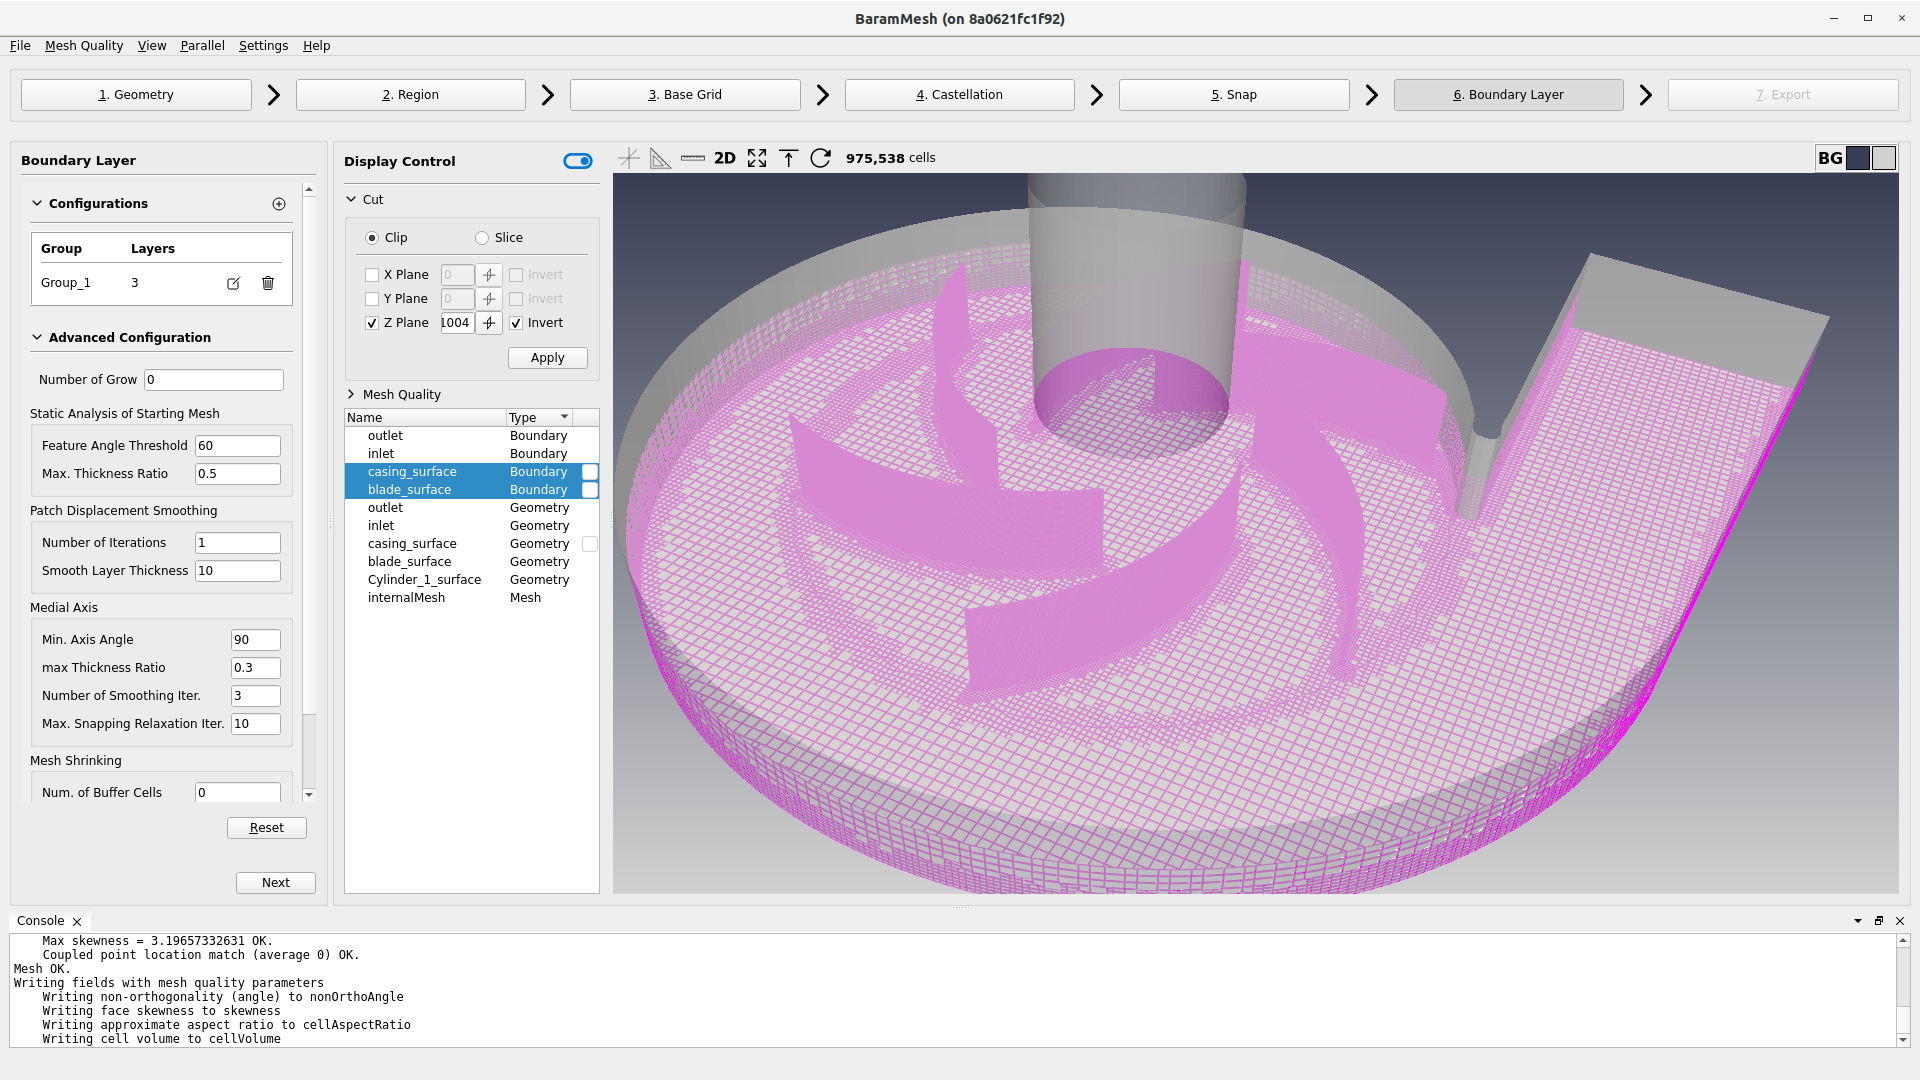 BaramMesh (on 8a0621fc1f92)
File Mesh Quality View Parallel Settings Help
1. Geometry 2. Region 3. Base Grid 4. Castellation 5. Snap 6. Boundary Layer 7. Export
Boundary Layer
Configurations
Group Layers
Group_1 3
Advanced Configuration
Number of Grow 0
Static Analysis of Starting Mesh
Feature Angle Threshold 60
Max. Thickness Ratio 0.5
Patch Displacement Smoothing
Number of Iterations 1
Smooth Layer Thickness 10
Medial Axis
Min. Axis Angle 90
max Thickness Ratio 0.3
Number of Smoothing Iter. 3
Max. Snapping Relaxation Iter. 10
Mesh Shrinking
Num. of Buffer Cells 0
Reset
Next
Display Control
Cut
Clip Slice
X Plane 0 Invert
Y Plane 0 Invert
Z Plane 1004 Invert
Apply
Mesh Quality
Name Type
outlet Boundary
inlet Boundary
casing_surface Boundary
blade_surface Boundary
outlet Geometry
inlet Geometry
casing_surface Geometry
blade_surface Geometry
Cylinder_1_surface Geometry
internalMesh Mesh
2D 975,538 cells BG
Console
Max skewness = 3.19657332631 OK.
Coupled point location match (average 0) OK.
Mesh OK.
Writing fields with mesh quality parameters
Writing non-orthogonality (angle) to nonOrthoAngle
Writing face skewness to skewness
Writing approximate aspect ratio to cellAspectRatio
Writing cell volume to cellVolume